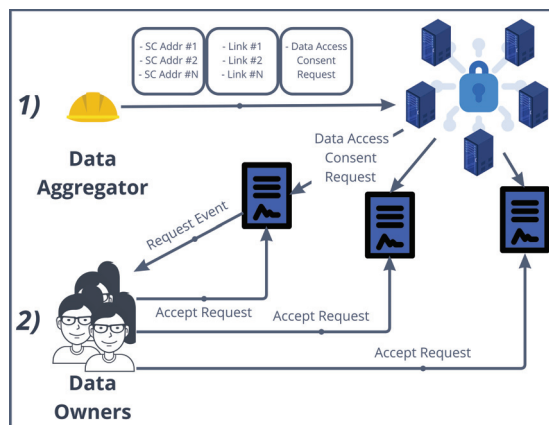 - SC Addr #1
- SC Addr #2
- SC Addr #N
- Link #1
- Link #2
- Link #N
- Data Access
Consent
Request
1)
Data
Aggregator
Data Access
Consent
Request
Request Event
2)
Accept Request
Accept Request
Accept Request
Data
Owners